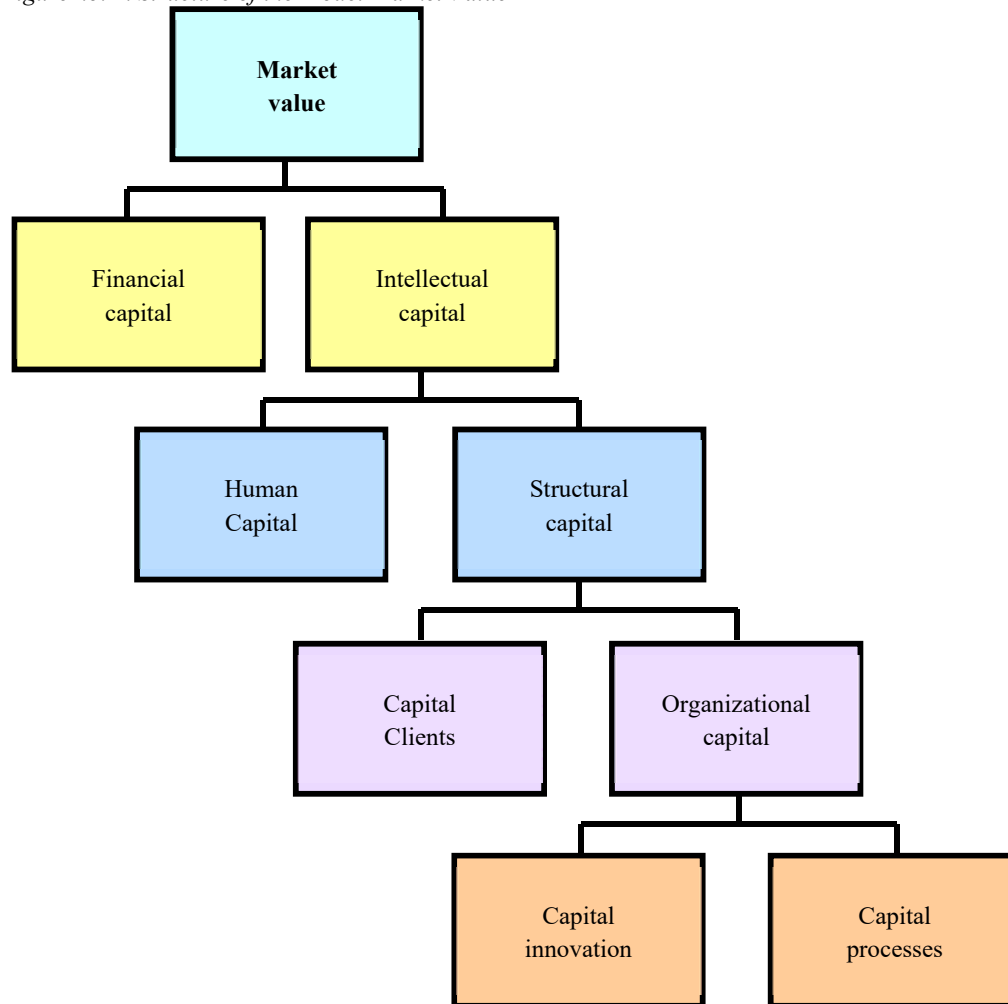 Market
value
Financial
capital
Intellectual
capital
Human
Capital
Structural
capital
Capital
Clients
Organizational
capital
Capital
innovation
Capital
processes